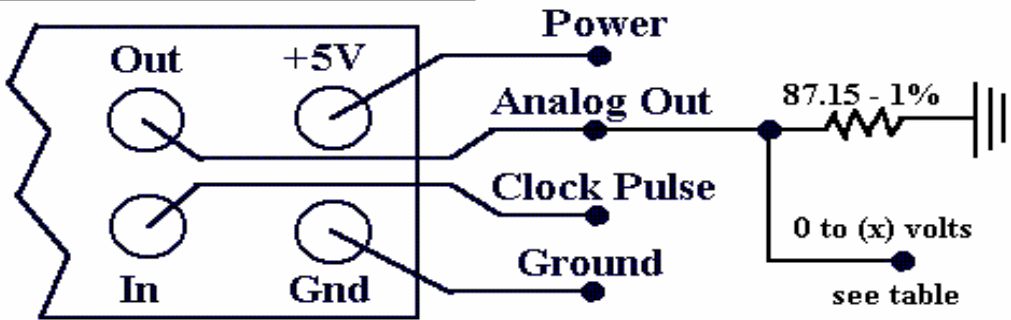 Power
Out
+5V
Analog Out
87.15 - 1%
Clock Pulse
0 to (x) volts
Ground
In
Gnd
see table